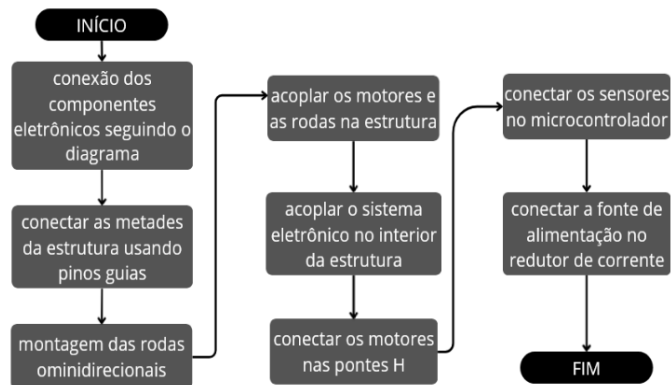 INÍCIO
conexão dos
componentes
eletrônicos seguindo o
diagrama
conectar as metades
da estrutura usando
pinos guias
montagem das rodas
ominidirecionais
acoplar os motores e
as rodas na estrutura
acoplar o sistema
eletrônico no interior
da estrutura
conectar os motores
nas pontes H
conectar os sensores
no microcontrolador
conectar a fonte de
alimentação no
redutor de corrente
FIM